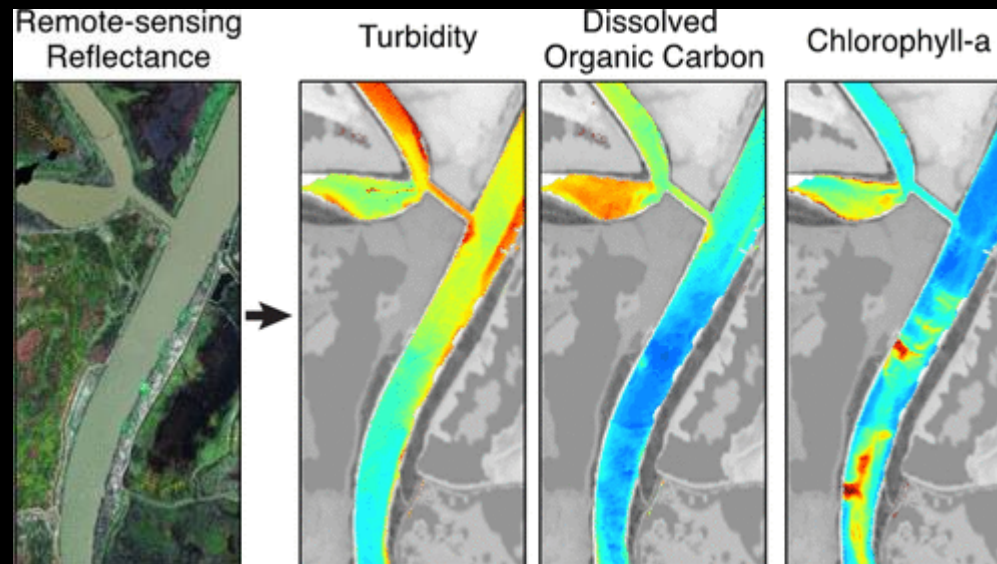 Remote-sensing
Reflectance
Turbidity
Dissolved
Organic Carbon
Chlorophyll-a